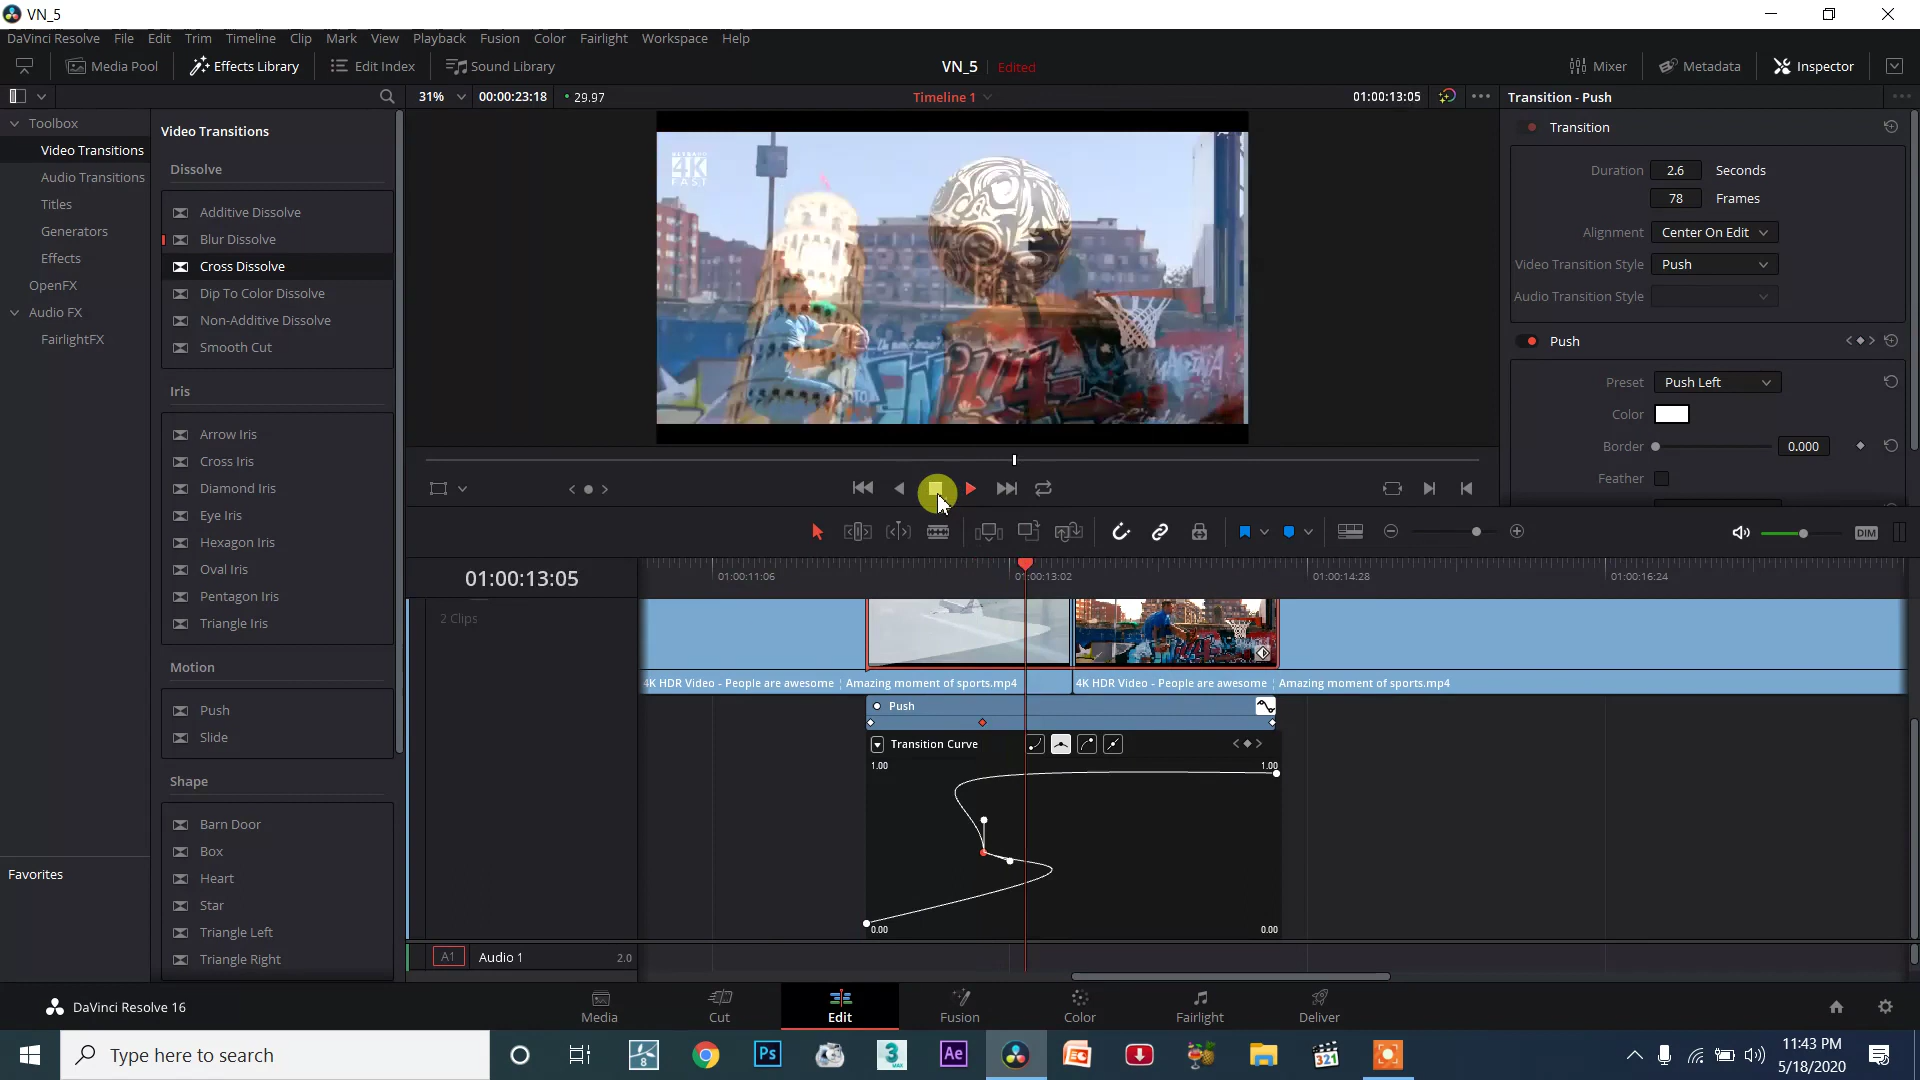 VN_5
DaVinci Resolve File Edit Trim Timeline Clip Mark View Playback Fusion Color Fairlight Workspace Help
Media Pool Effects Library Edit Index Sound Library VN_5 Edited Mixer Metadata Inspector
31% 00:00:23:18 29.97 Timeline 1 01:00:13:05 Transition - Push
Toolbox
Video Transitions
Audio Transitions
Titles
Generators
Effects
OpenFX
Audio FX
FairlightFX
Favorites
Video Transitions
Dissolve
Additive Dissolve
Blur Dissolve
Cross Dissolve
Dip To Color Dissolve
Non-Additive Dissolve
Smooth Cut
Iris
Arrow Iris
Cross Iris
Diamond Iris
Eye Iris
Hexagon Iris
Oval Iris
Pentagon Iris
Triangle Iris
Motion
Push
Slide
Shape
Barn Door
Box
Heart
Star
Triangle Left
Triangle Right
4K
FAST
Transition
Duration 2.6 Seconds
78 Frames
Alignment Center On Edit
Video Transition Style Push
Audio Transition Style
Push
Preset Push Left
Color
Border 0.000
Feather
DIM
01:00:13:05 01:00:11:06 01:00:13:02 01:00:14:28 01:00:16:24
2 Clips
4K HDR Video - People are awesome ¦ Amazing moment of sports.mp4 4K HDR Video - People are awesome ¦ Amazing moment of sports.mp4
Push
Transition Curve
1.00 1.00
0.00 0.00
A1 Audio 1 2.0
DaVinci Resolve 16 Media Cut Edit Fusion Color Fairlight Deliver
Type here to search
8
Ps
3
MAX
Ae
321
11:43 PM
5/18/2020